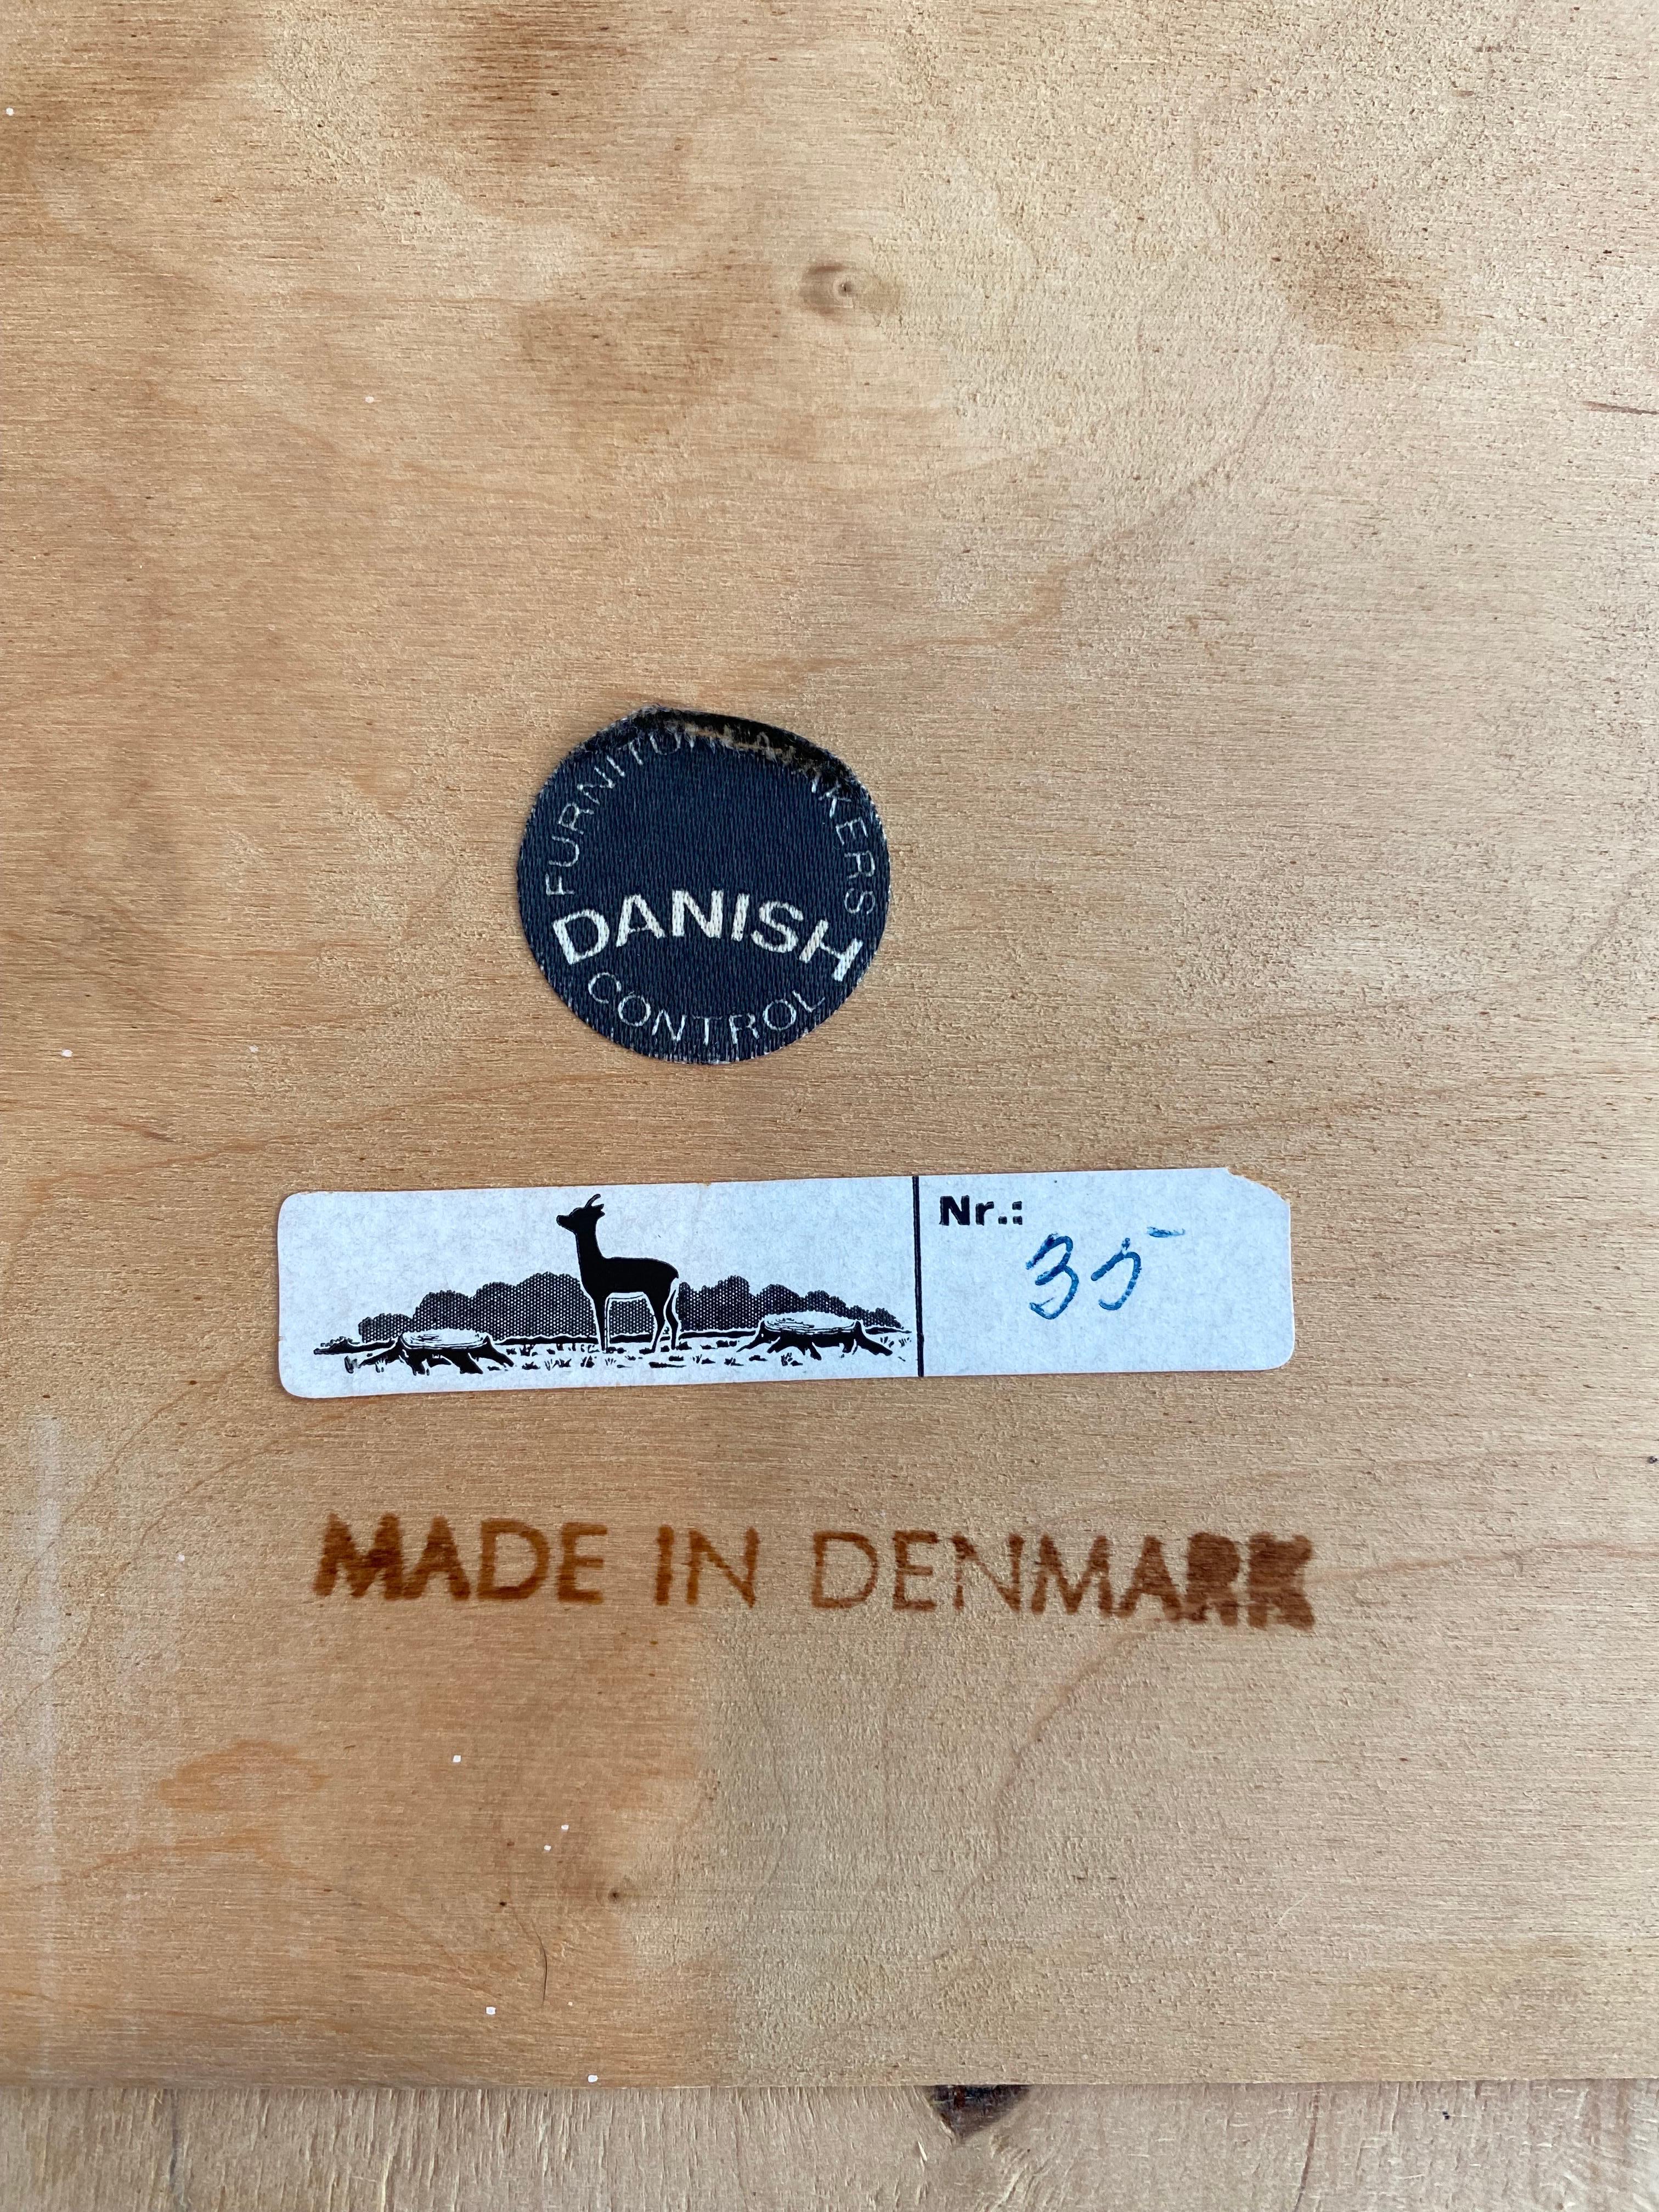 FURNITUREMAKERS
DANISH
CONTROL
Nr.: 35
MADE IN DENMARK